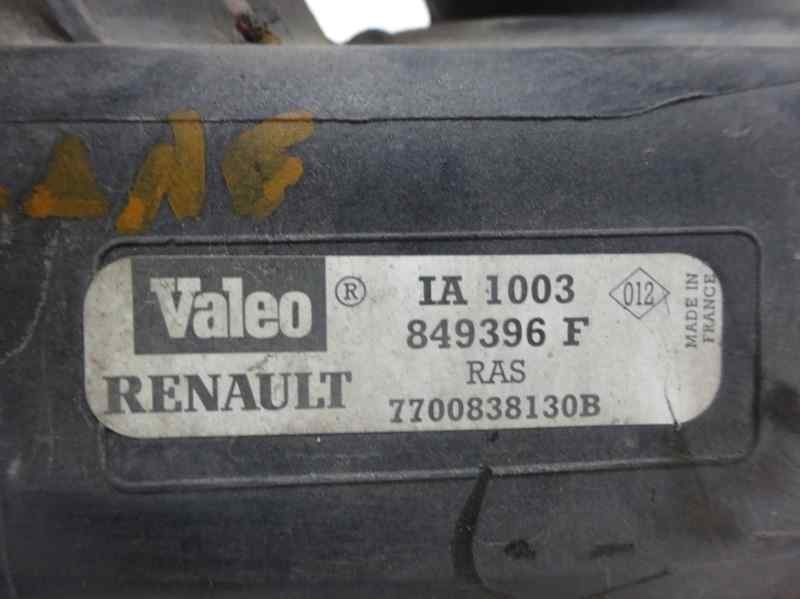 Valeo ® IA 1003 012
849396 F
RENAULT RAS
7700838130B
MADE IN
FRANCE